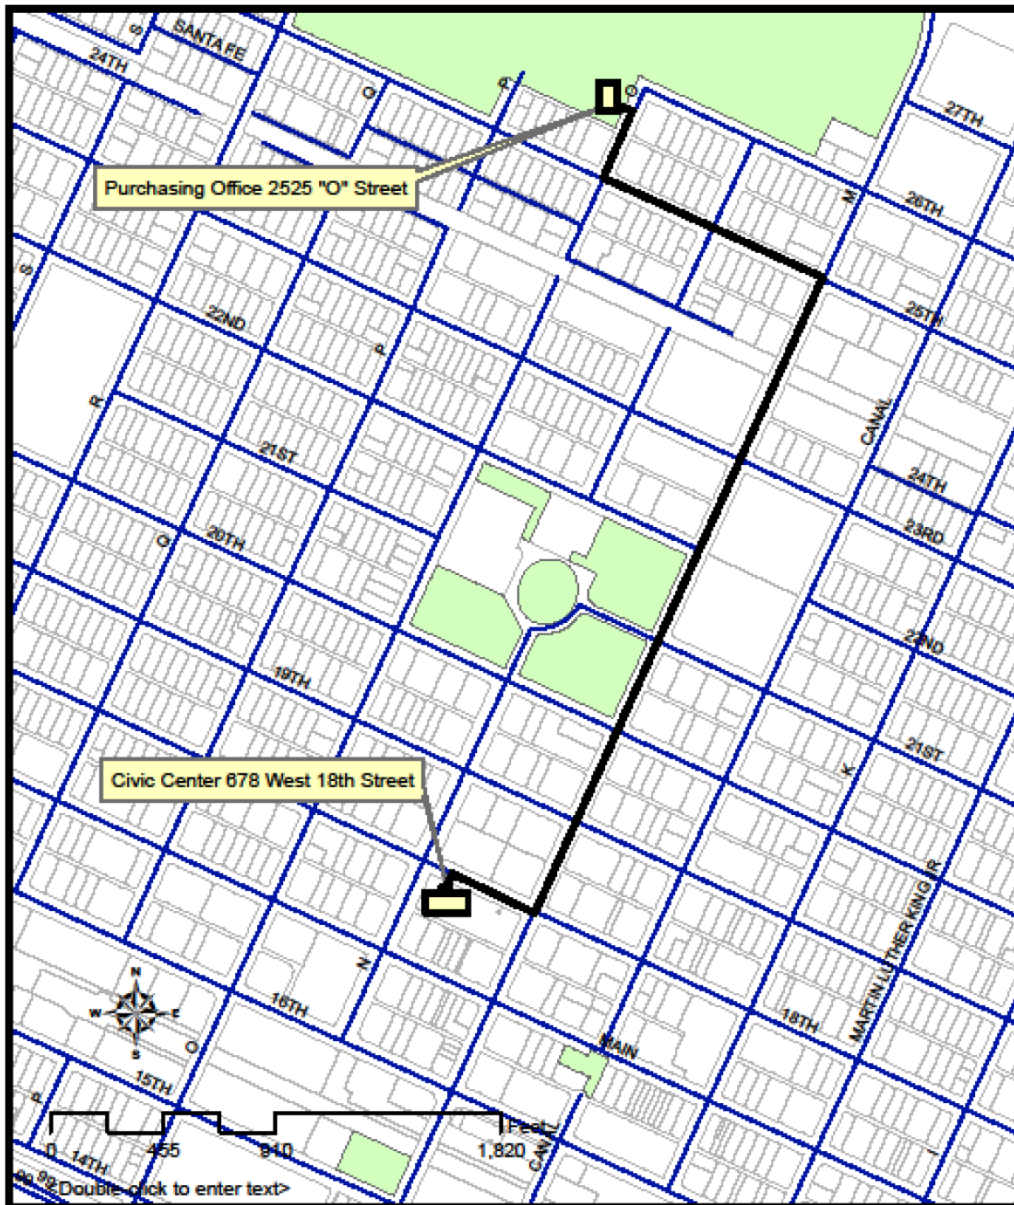 S
SANTA FE
24TH
Q
P
O
27TH
Purchasing Office 2525 "O" Street
M
26TH
S
22ND
P
25TH
R
CANAL
21ST
24TH
20TH
23RD
Q
22ND
19TH
21ST
Civic Center 678 West 18th Street
K
MARTIN LUTHER KING JR
N
N
W E
S
16TH
18TH
O
MAIN
15TH
P
Feet
0 455 910 1,820
CANAL
I
14TH
<Double-click to enter text>